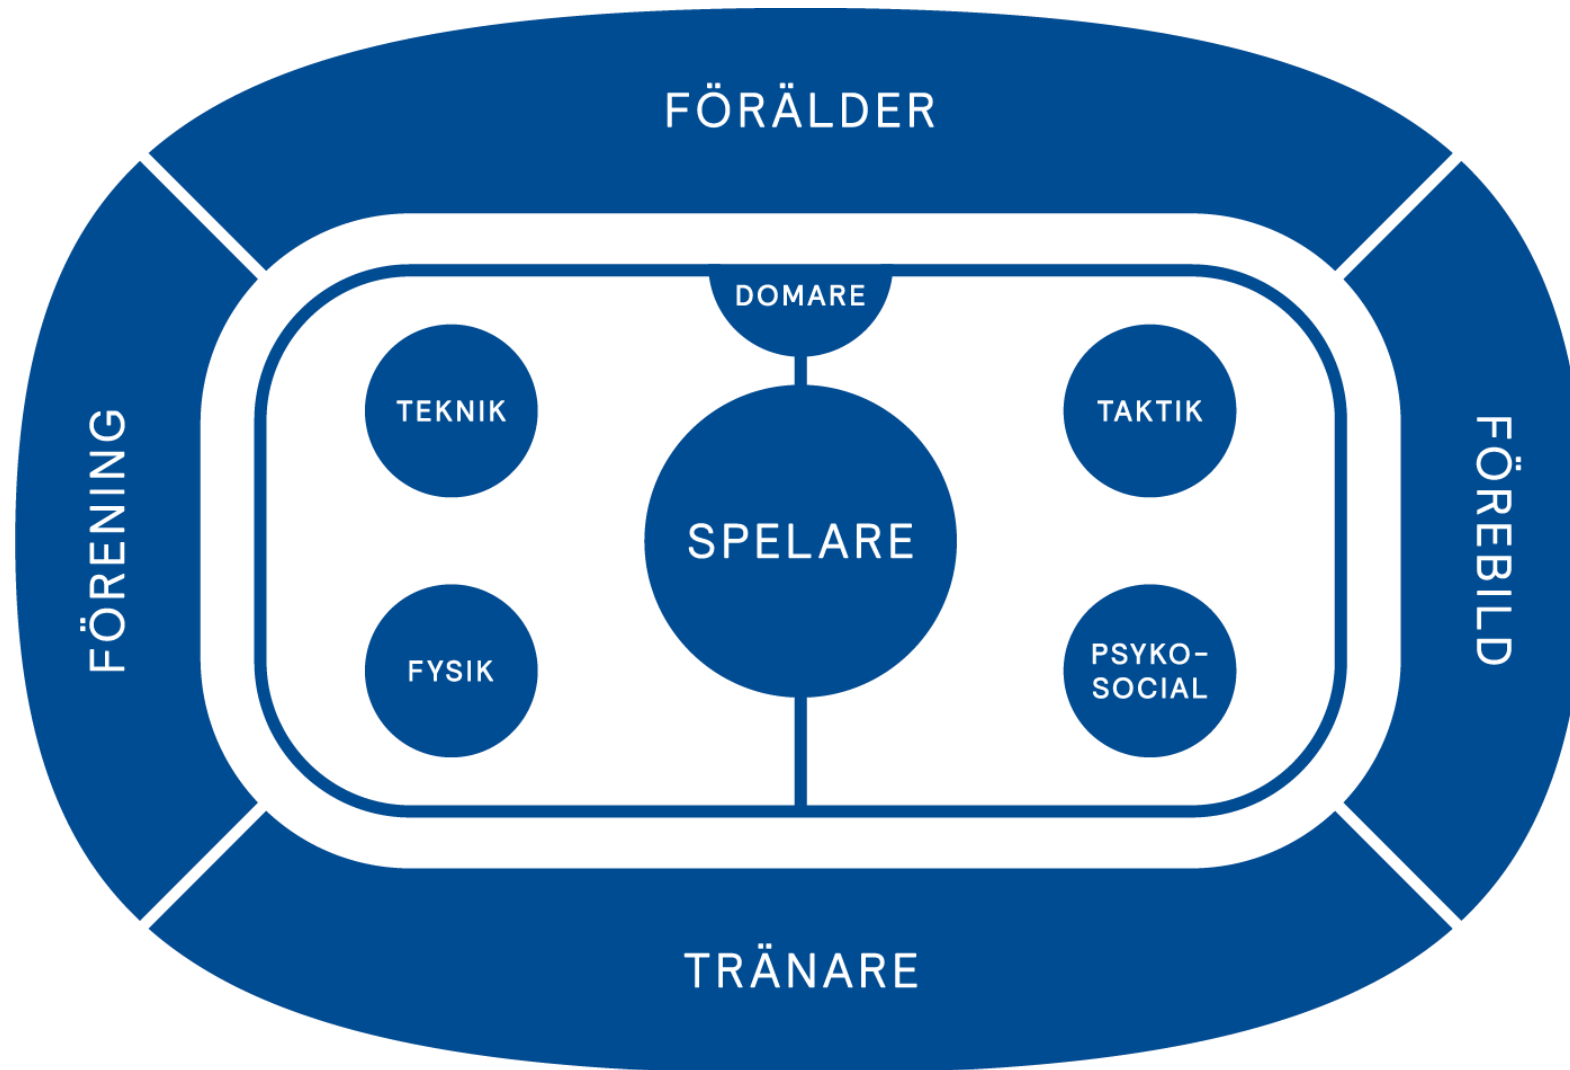 FÖRÄLDER
DOMARE
TEKNIK
TAKTIK
FÖRENING
SPELARE
FÖREBILD
FYSIK
PSYKO-
SOCIAL
TRÄNARE